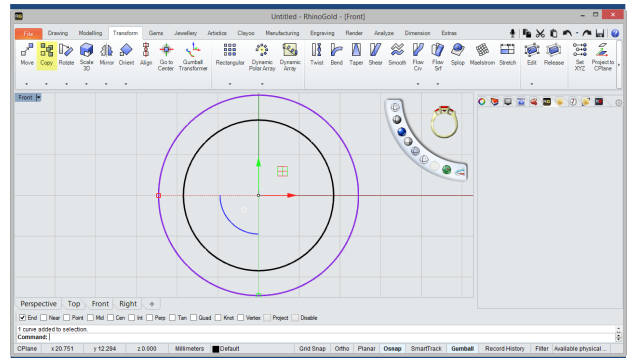 Untitled - RhinoGold - [Front]
File Drawing Modelling Transform Gems Jewellery Artistics Clayoo Manufacturing Engraving Render Analyze Dimension Extras
Move Copy Rotate Scale 3D Mirror Orient Align Go to Center Gumball Transformer Rectangular Dynamic Polar Array Dynamic Array Twist Bend Taper Shear Smooth Flow Crv Flow Srf Splop Maelstrom Stretch Edit Release Set XYZ Project to CPlane
Front
Perspective Top Front Right
End Near Point Mid Cen Int Perp Tan Quad Knot Vertex Project Disable
1 curve added to selection.
Command:
CPlane x 20.751 y 12.294 z 0.000 Millimeters Default Grid Snap Ortho Planar Osnap SmartTrack Gumball Record History Filter Available physical ...